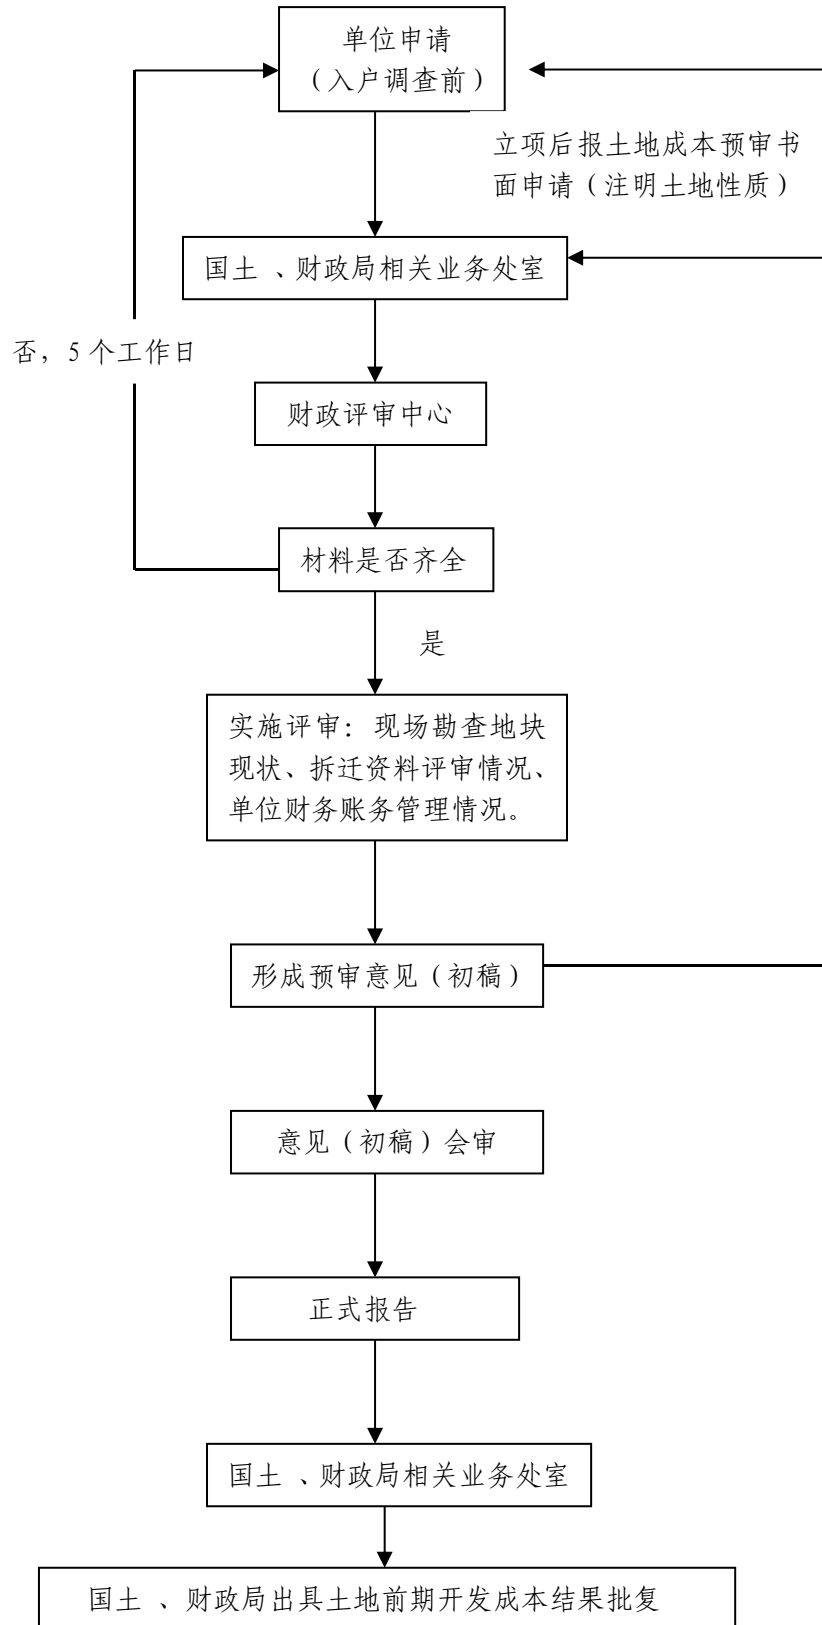 单位申请
（入户调查前）
立项后报土地成本预审书
面申请（注明土地性质）
国土 、财政局相关业务处室
否，5 个工作日
财政评审中心
材料是否齐全
是
实施评审：现场勘查地块
现状、拆迁资料评审情况、
单位财务账务管理情况。
形成预审意见（初稿）
意见（初稿）会审
正式报告
国土 、财政局相关业务处室
国土 、财政局出具土地前期开发成本结果批复